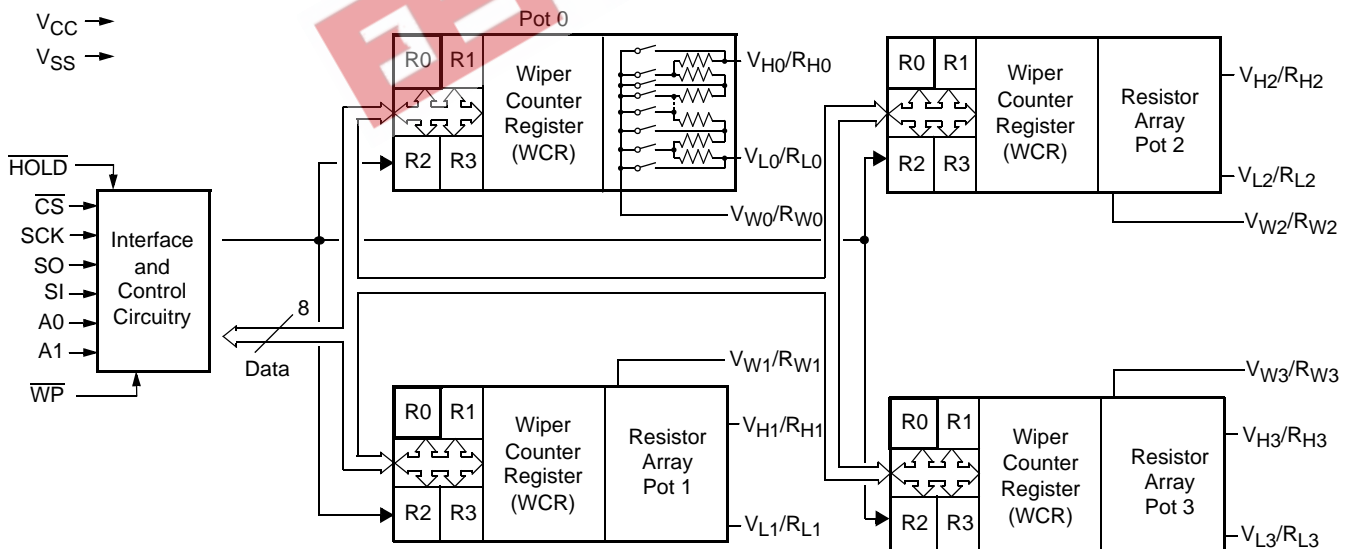 VCC
VSS
HOLD
CS
SCK
SO
SI
A0
A1
WP
Interface
and
Control
Circuitry
8
Data
Pot 0
R0 R1
R2 R3
Wiper
Counter
Register
(WCR)
VH0/RH0
VL0/RL0
VW0/RW0
R0 R1
R2 R3
Wiper
Counter
Register
(WCR)
Resistor
Array
Pot 2
VH2/RH2
VL2/RL2
VW2/RW2
R0 R1
R2 R3
Wiper
Counter
Register
(WCR)
Resistor
Array
Pot 1
VW1/RW1
VH1/RH1
VL1/RL1
R0 R1
R2 R3
Wiper
Counter
Register
(WCR)
Resistor
Array
Pot 3
VW3/RW3
VH3/RH3
VL3/RL3